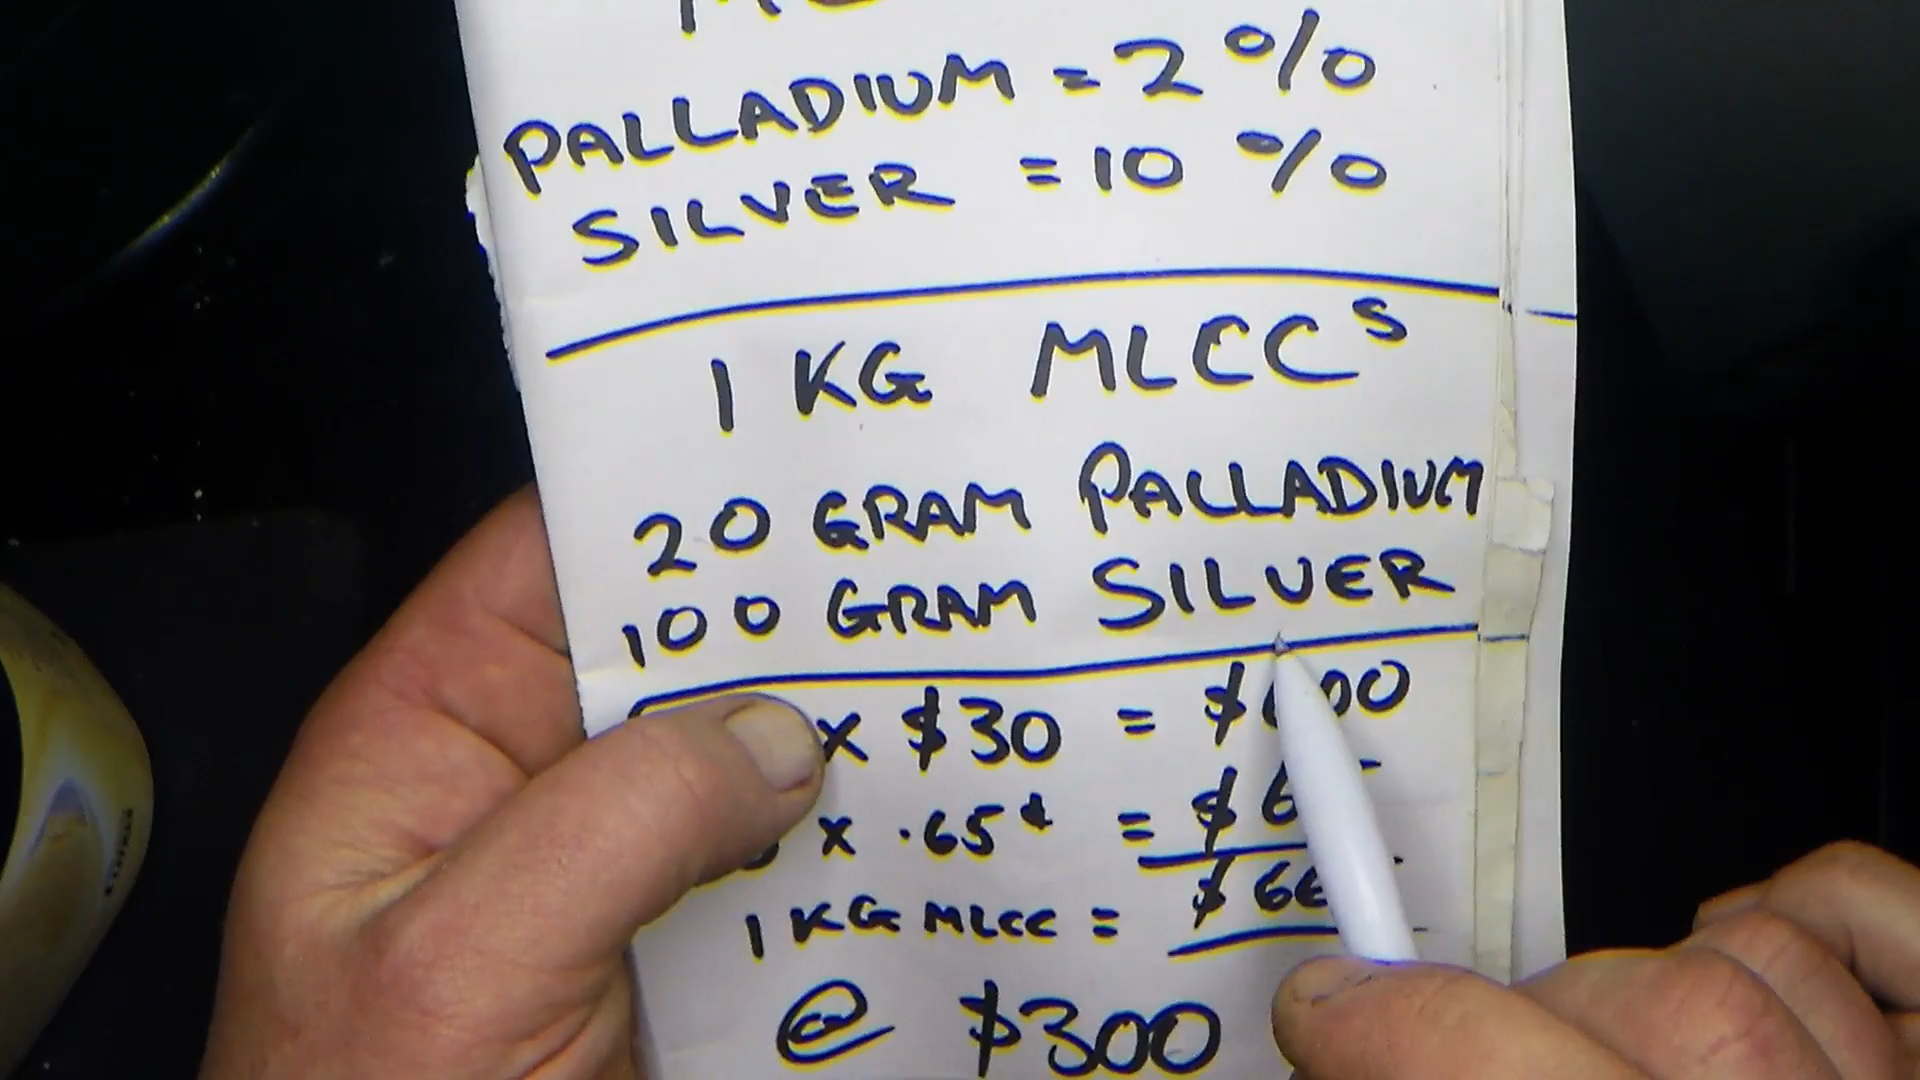 PALLADIUM = 2 %
SILVER = 10 %
1 KG MLCCS
20 GRAM PALLADIUM
100 GRAM SILVER
x $30 =
x .65¢ =
1 KG MLCC =
@ $300